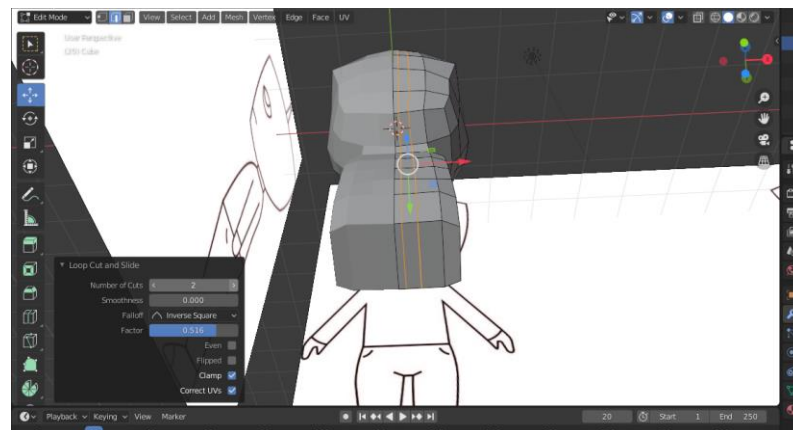 Edit Mode View Select Add Mesh Vertex Edge Face UV
User Perspective
(25) Cube
Loop Cut and Slide
Number of Cuts 2
Smoothness 0.000
Falloff Inverse Square
Factor 0.516
Even
Flipped
Clamp
Correct UVs
Playback Keying View Marker 20 Start 1 End 250